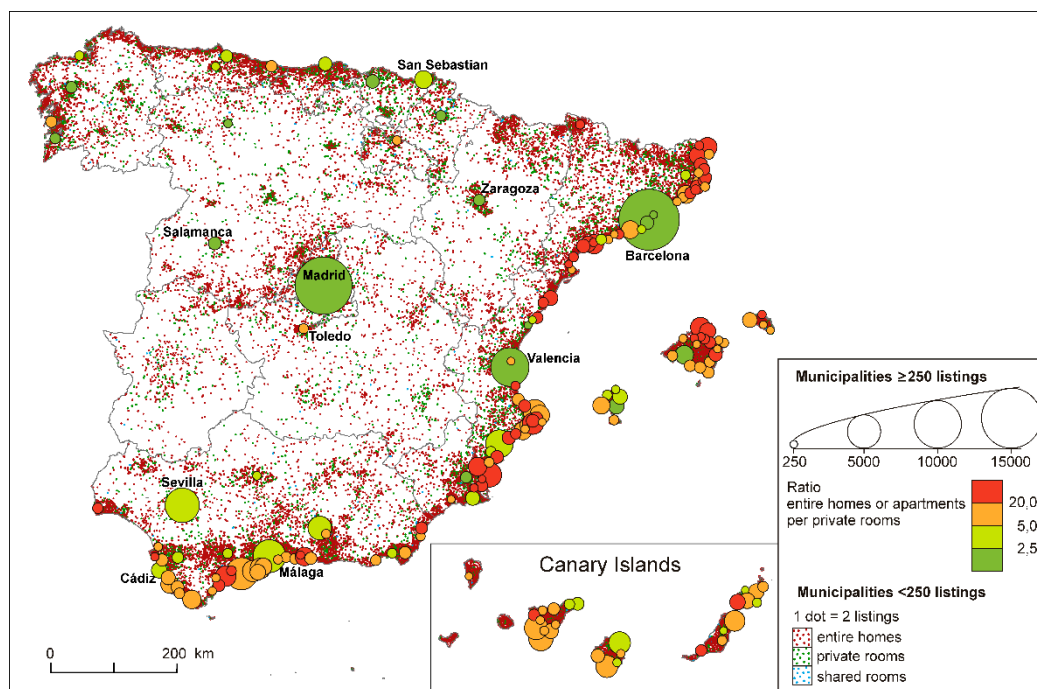 San Sebastian
Zaragoza
Salamanca
Barcelona
Madrid
Toledo
Valencia
Sevilla
Cádiz
Málaga
0 100 200 km
Canary Islands
Municipalities ≥250 listings
250 5000 10000 15000
Ratio
entire homes or apartments
per private rooms
20,0
5,0
2,5
Municipalities <250 listings
1 dot = 2 listings
entire homes
private rooms
shared rooms